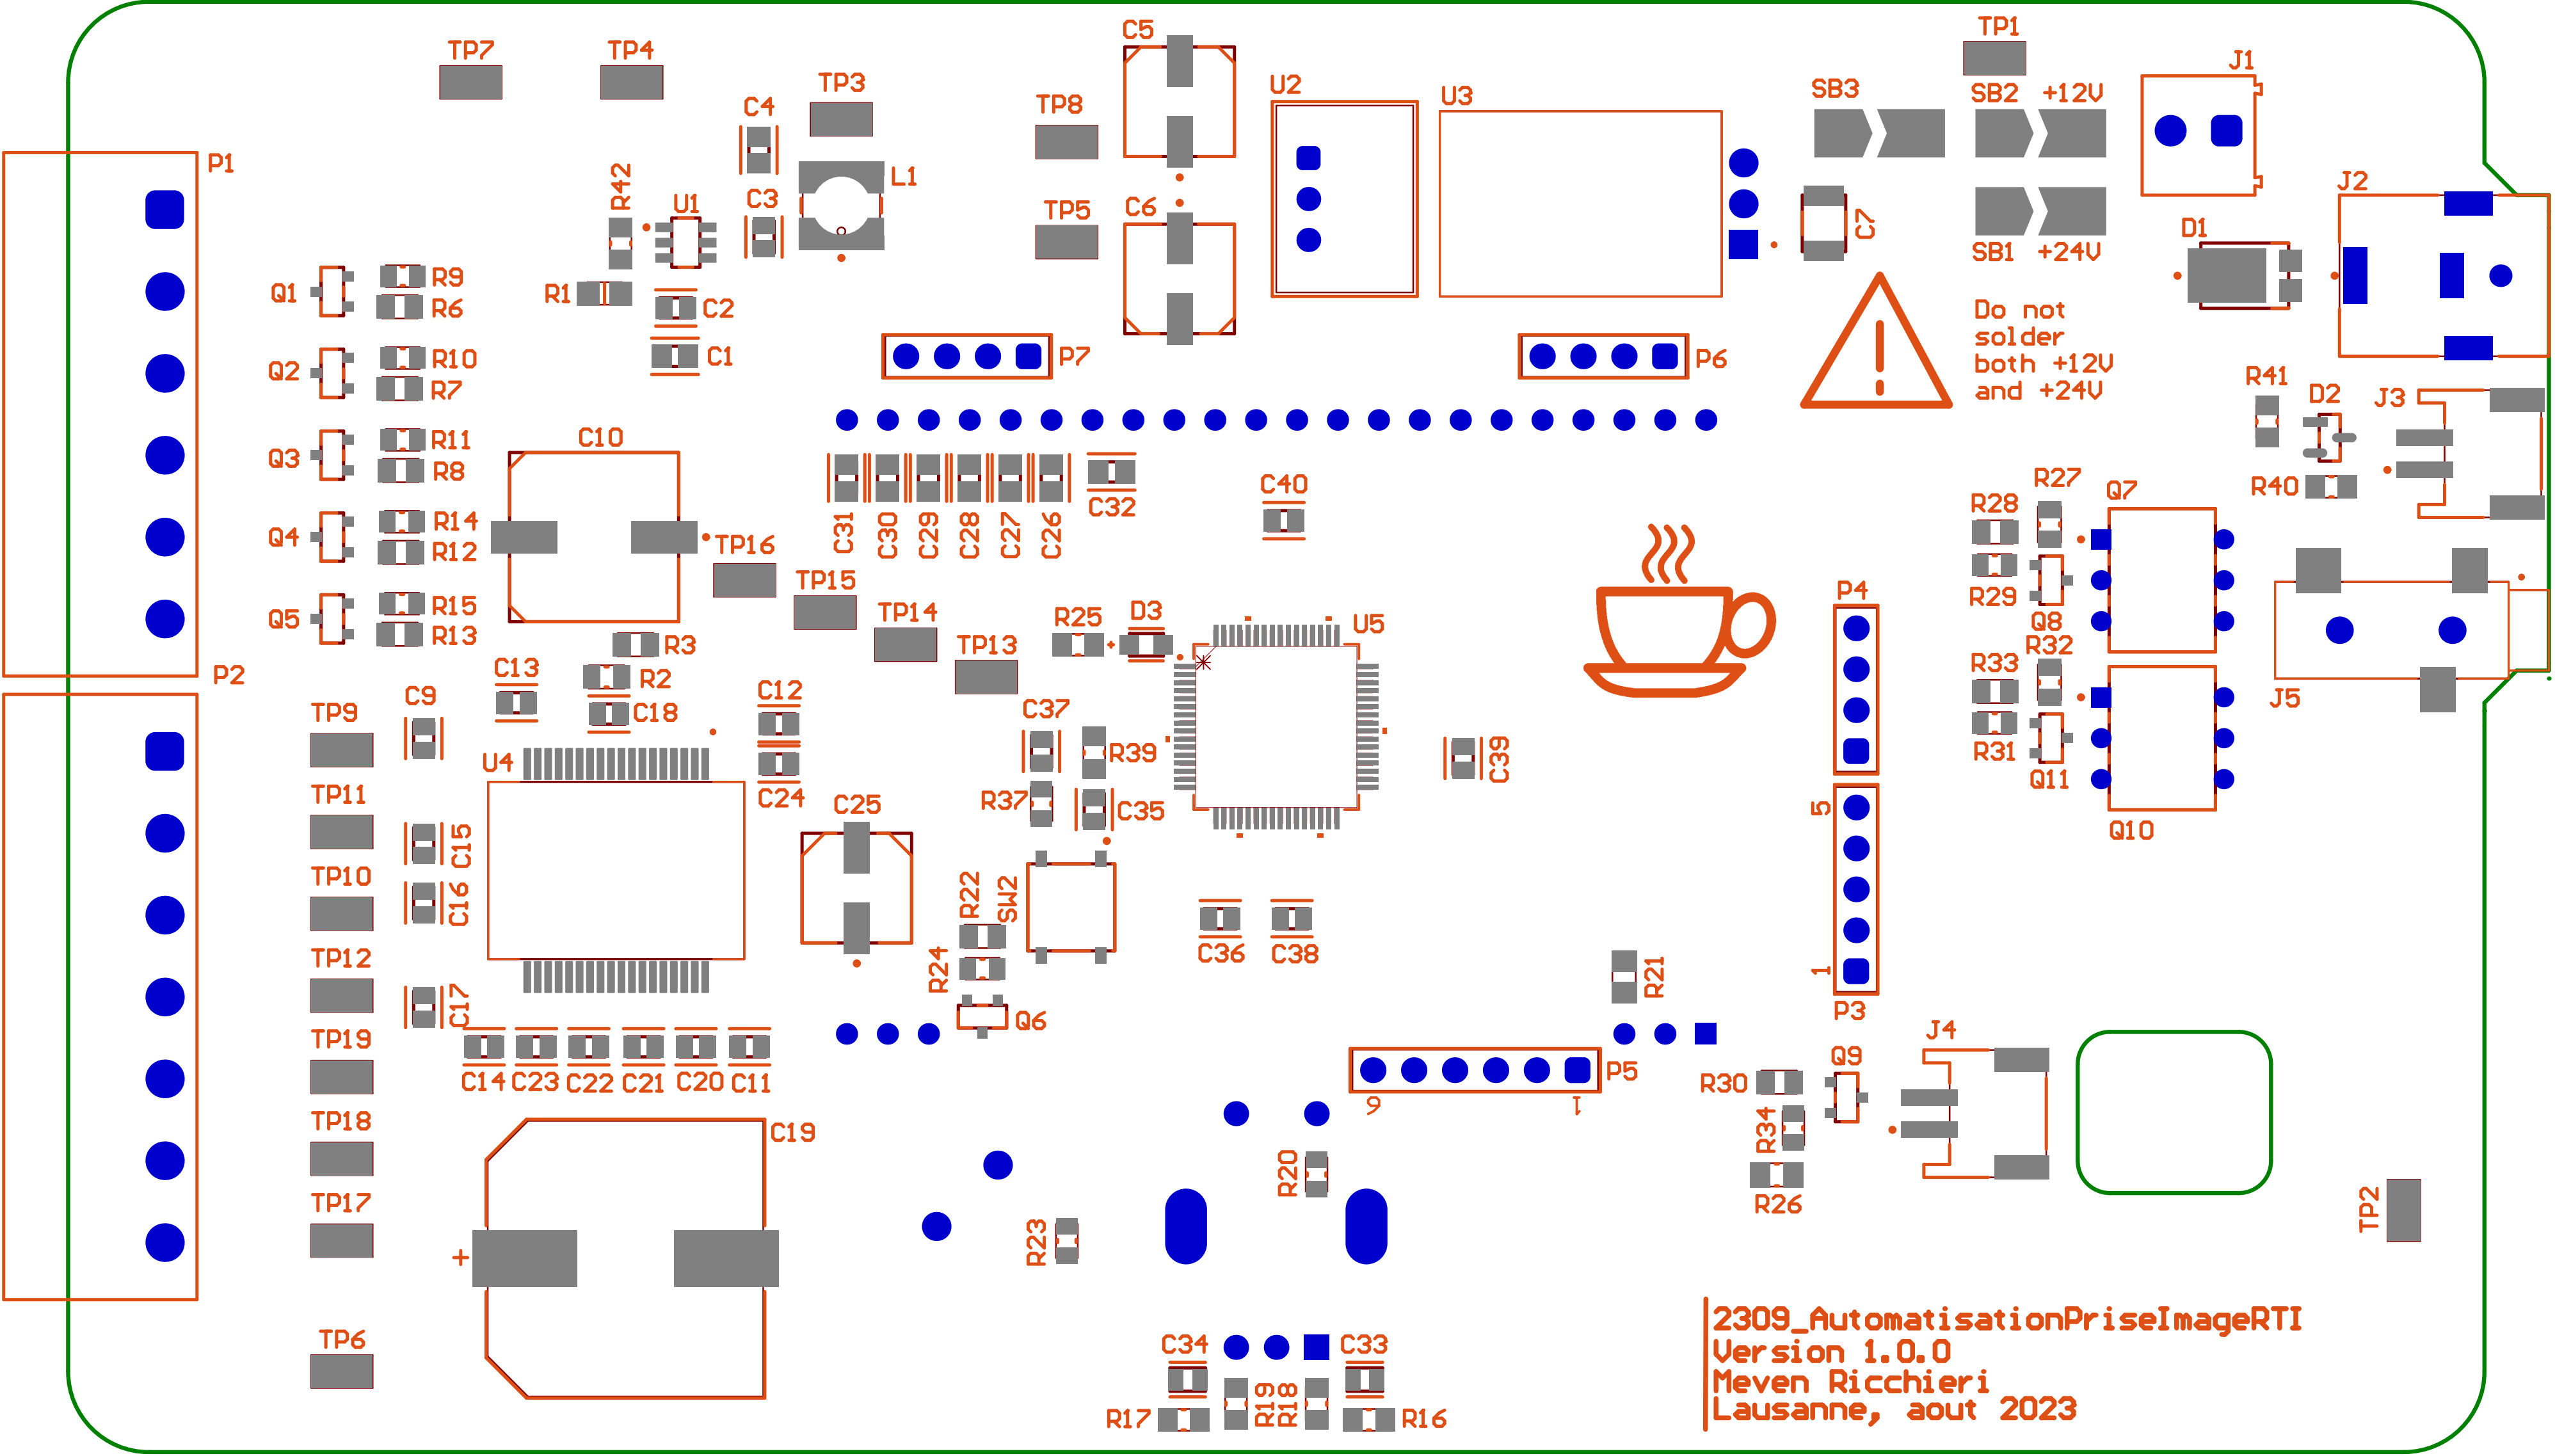 TP7
TP4
TP3
C4
C5
TP8
U2
U3
SB3
TP1
SB2 +12V
J1
P1
R42
U1
C3
L1
TP5
C6
C7
SB1 +24V
D1
J2
Q1
R9
R6
R1
C2
C1
Do not
solder
both +12V
and +24V
Q2
R10
R7
P7
P6
R41
D2
J3
Q3
R11
R8
C10
C31
C30
C29
C28
C27
C26
C32
C40
R27
Q7
R40
Q4
R14
R12
TP16
R28
R29
TP15
Q5
R15
R13
R3
TP14
TP13
R25
D3
U5
P4
Q8
R32
P2
C13
R2
C18
C9
C12
C37
R39
R33
R31
J5
Q11
TP9
U4
C24
C39
TP11
C15
C25
R37
C35
5
Q10
TP10
C16
R22
SW2
R24
C36
C38
TP12
C17
R21
1
P3
Q6
TP19
C14
C23
C22
C21
C20
C11
P5
6
1
R30
Q9
J4
TP18
C19
R34
R20
R26
TP17
+
R23
TP2
TP6
C34
C33
R17
R19
R18
R16
2309_AutomatisationPriseImageRTI
Version 1.0.0
Meven Ricchieri
Lausanne, aout 2023